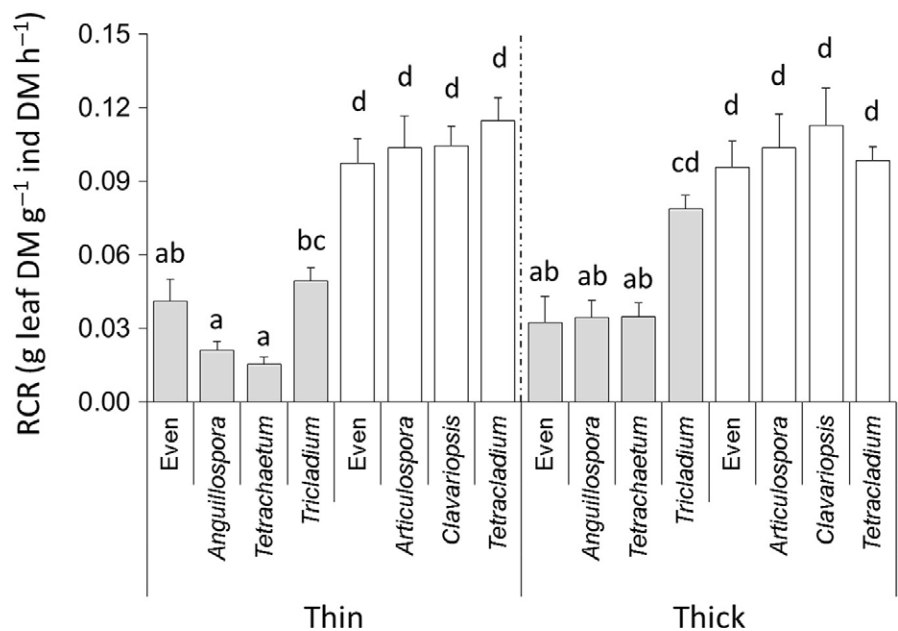 RCR (g leaf DM g⁻¹ ind DM h⁻¹)
0.15
0.12
0.09
0.06
0.03
0.00
ab
a
a
bc
d
d
d
d
ab
ab
ab
cd
d
d
d
d
Even
Anguillospora
Tetrachaetum
Tricladium
Even
Articulospora
Clavariopsis
Tetracladium
Even
Anguillospora
Tetrachaetum
Tricladium
Even
Articulospora
Clavariopsis
Tetracladium
Thin
Thick